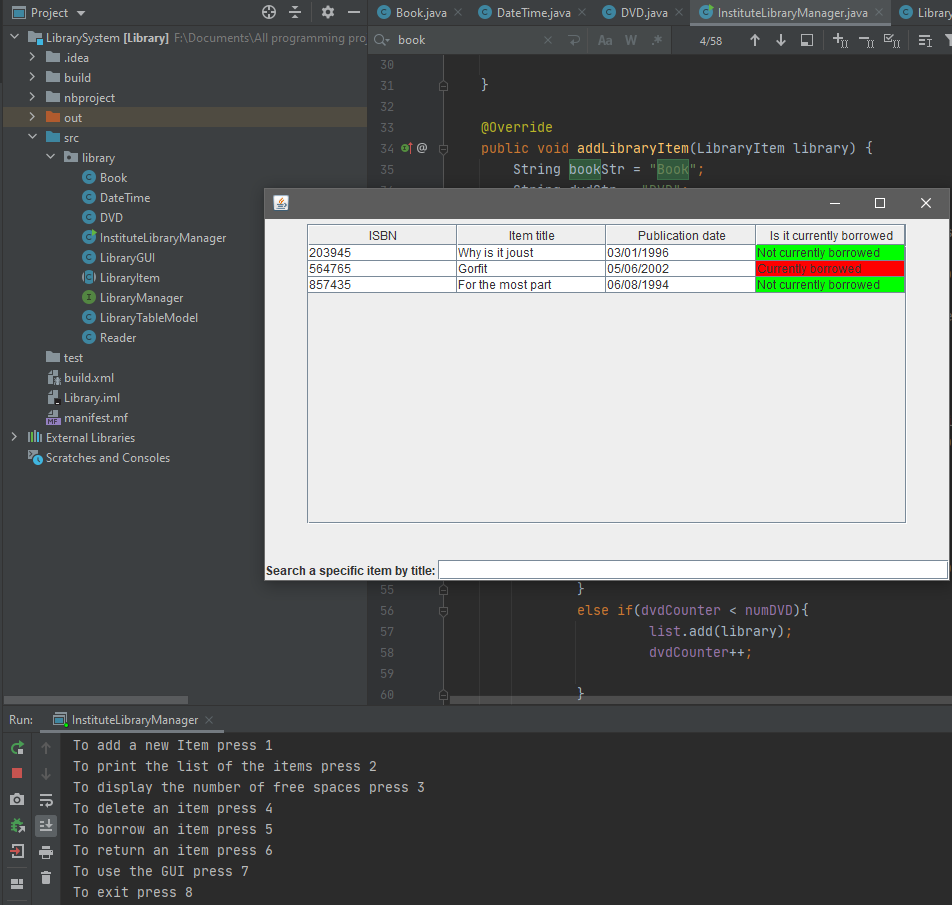 Project
LibrarySystem [Library] F:\Documents\All programming pro
.idea
build
nbproject
out
src
library
Book
DateTime
DVD
InstituteLibraryManager
LibraryGUI
LibraryItem
LibraryManager
LibraryTableModel
Reader
test
build.xml
Library.iml
manifest.mf
External Libraries
Scratches and Consoles
Book.java DateTime.java DVD.java InstituteLibraryManager.java Library
book Aa W .* 4/58
30
31 }
32
33 @Override
34 public void addLibraryItem(LibraryItem library) {
35 String bookStr = "Book";
String dvdStr = "DVD";
ISBN Item title Publication date Is it currently borrowed
203945 Why is it joust 03/01/1996 Not currently borrowed
564765 Gorfit 05/06/2002 Currently borrowed
857435 For the most part 06/08/1994 Not currently borrowed
Search a specific item by title:
55 }
56 else if(dvdCounter < numDVD){
57 list.add(library);
58 dvdCounter++;
59
60 }
Run: InstituteLibraryManager
To add a new Item press 1
To print the list of the items press 2
To display the number of free spaces press 3
To delete an item press 4
To borrow an item press 5
To return an item press 6
To use the GUI press 7
To exit press 8